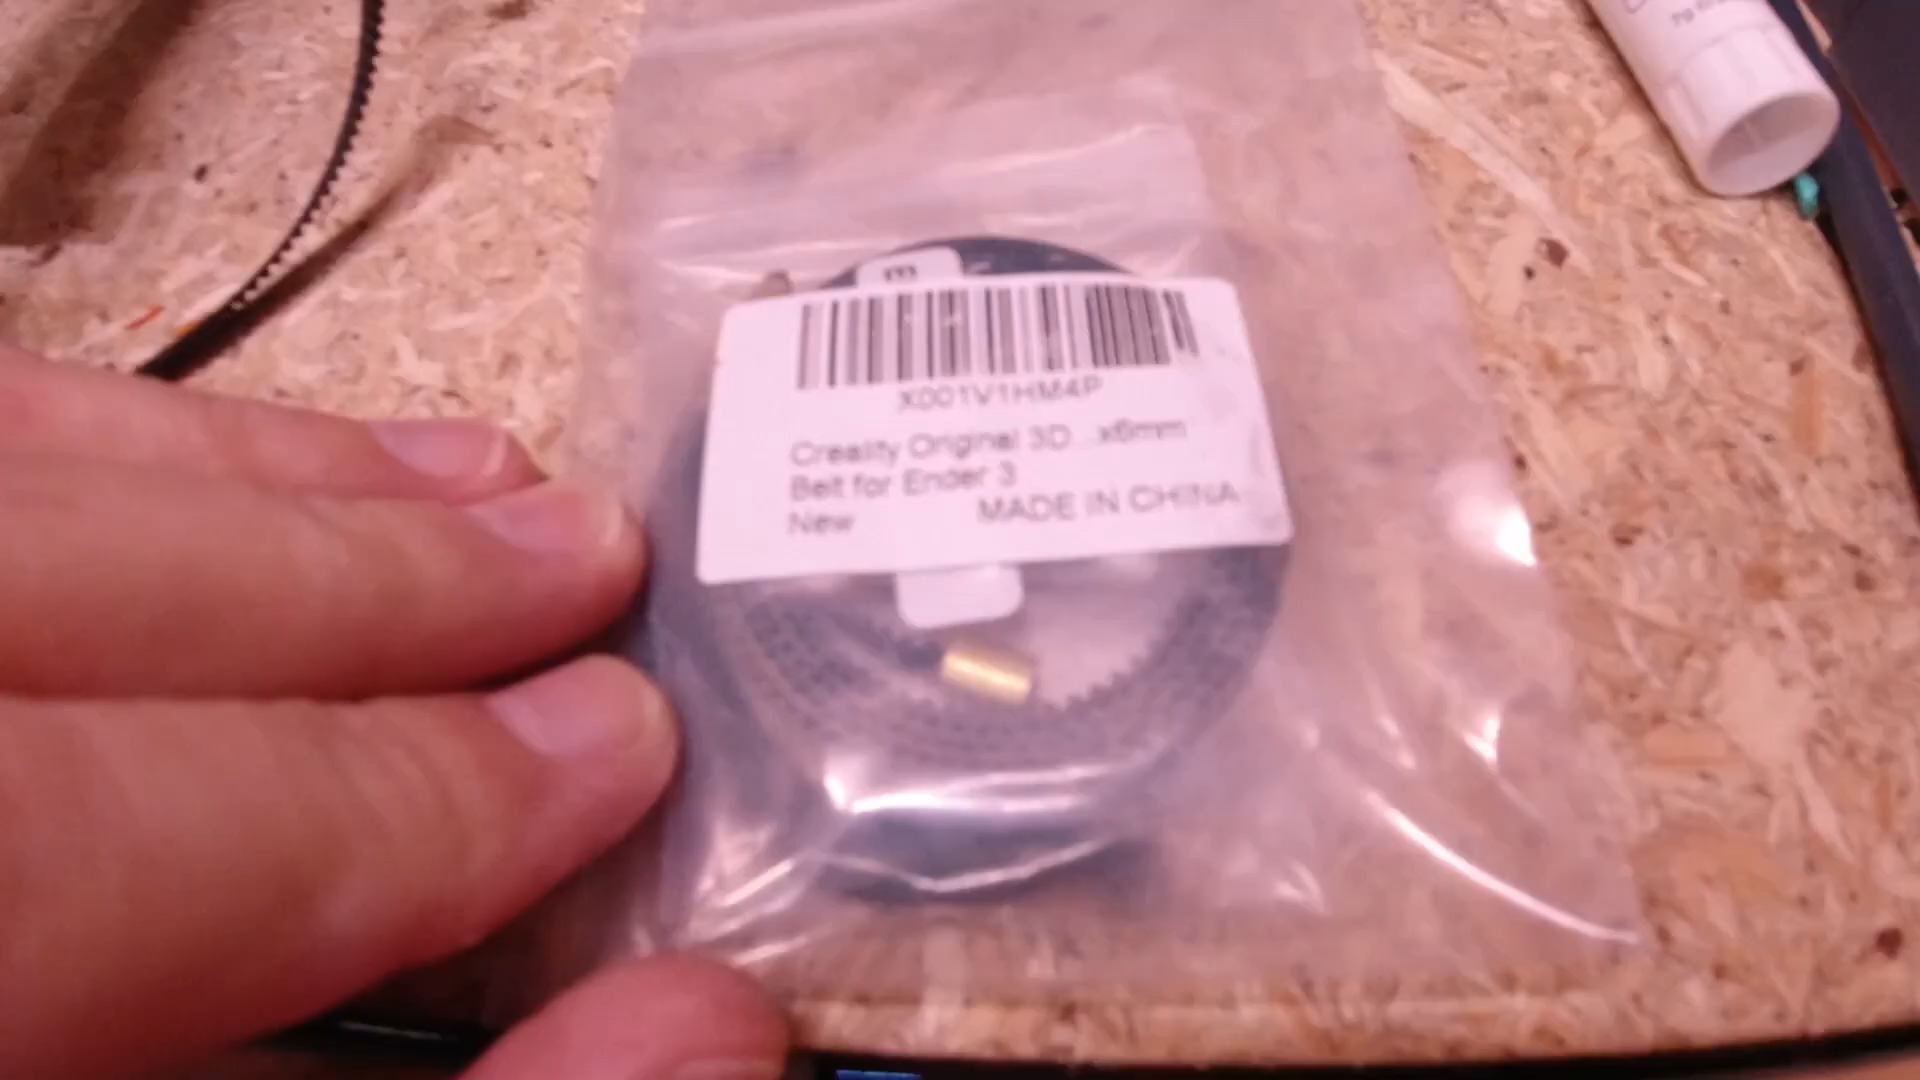 X001V1HM4P
Creality Original 3D...x6mm
Belt for Ender 3
New
MADE IN CHINA